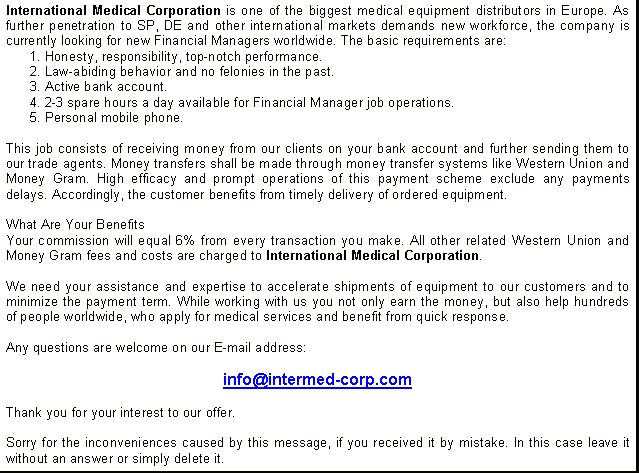 International Medical Corporation is one of the biggest medical equipment distributors in Europe. As
further penetration to SP, DE and other international markets demands new workforce, the company is
currently looking for new Financial Managers worldwide. The basic requirements are:
1. Honesty, responsibility, top-notch performance.
2. Law-abiding behavior and no felonies in the past.
3. Active bank account.
4. 2-3 spare hours a day available for Financial Manager job operations.
5. Personal mobile phone.
This job consists of receiving money from our clients on your bank account and further sending them to
our trade agents. Money transfers shall be made through money transfer systems like Western Union and
Money Gram. High efficacy and prompt operations of this payment scheme exclude any payments
delays. Accordingly, the customer benefits from timely delivery of ordered equipment.
What Are Your Benefits
Your commission will equal 6% from every transaction you make. All other related Western Union and
Money Gram fees and costs are charged to International Medical Corporation.
We need your assistance and expertise to accelerate shipments of equipment to our customers and to
minimize the payment term. While working with us you not only earn the money, but also help hundreds
of people worldwide, who apply for medical services and benefit from quick response.
Any questions are welcome on our E-mail address:
info@intermed-corp.com
Thank you for your interest to our offer.
Sorry for the inconveniences caused by this message, if you received it by mistake. In this case leave it
without an answer or simply delete it.